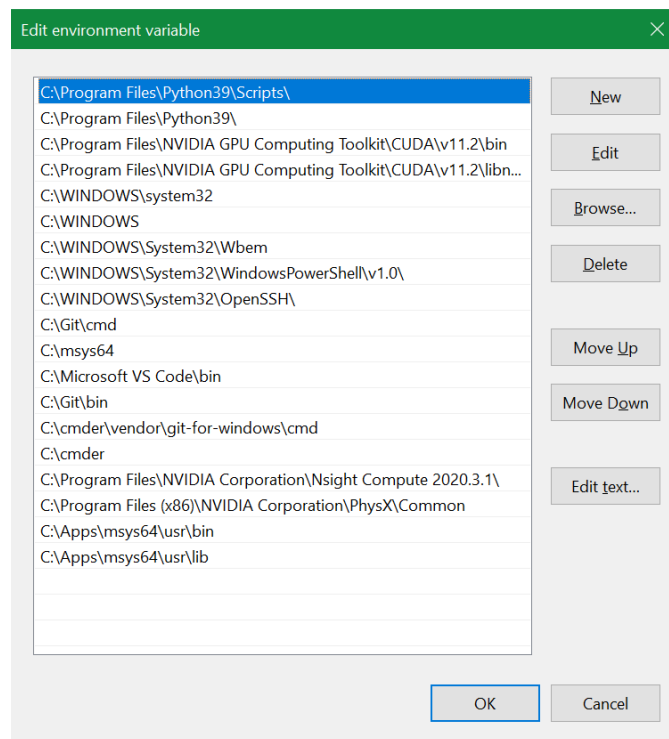 Edit environment variable
C:\Program Files\Python39\Scripts\
C:\Program Files\Python39\
C:\Program Files\NVIDIA GPU Computing Toolkit\CUDA\v11.2\bin
C:\Program Files\NVIDIA GPU Computing Toolkit\CUDA\v11.2\libn...
C:\WINDOWS\system32
C:\WINDOWS
C:\WINDOWS\System32\Wbem
C:\WINDOWS\System32\WindowsPowerShell\v1.0\
C:\WINDOWS\System32\OpenSSH\
C:\Git\cmd
C:\msys64
C:\Microsoft VS Code\bin
C:\Git\bin
C:\cmder\vendor\git-for-windows\cmd
C:\cmder
C:\Program Files\NVIDIA Corporation\Nsight Compute 2020.3.1\
C:\Program Files (x86)\NVIDIA Corporation\PhysX\Common
C:\Apps\msys64\usr\bin
C:\Apps\msys64\usr\lib
New
Edit
Browse...
Delete
Move Up
Move Down
Edit text...
OK
Cancel